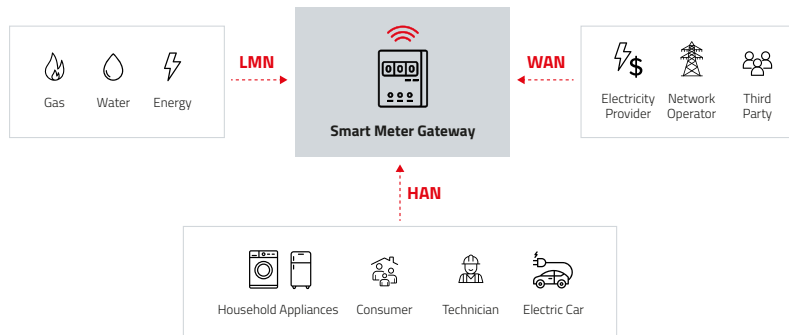 LMN
WAN
000
Gas
Water
Energy
Smart Meter Gateway
$
Electricity
Provider
Network
Operator
Third
Party
HAN
Household Appliances
Consumer
Technician
Electric Car